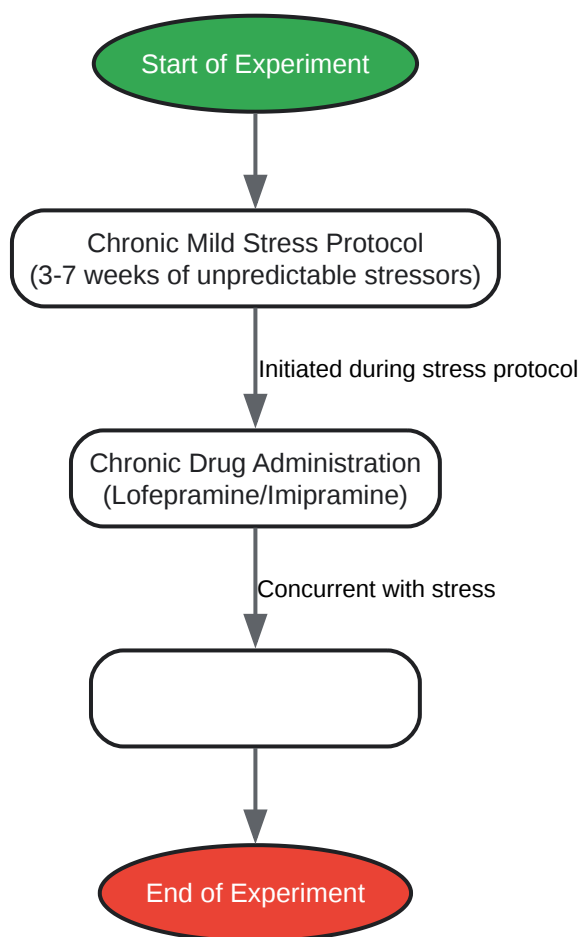 Start of Experiment
Chronic Mild Stress Protocol
(3-7 weeks of unpredictable stressors)
Initiated during stress protocol
Chronic Drug Administration
(Lofepramine/Imipramine)
Concurrent with stress
End of Experiment